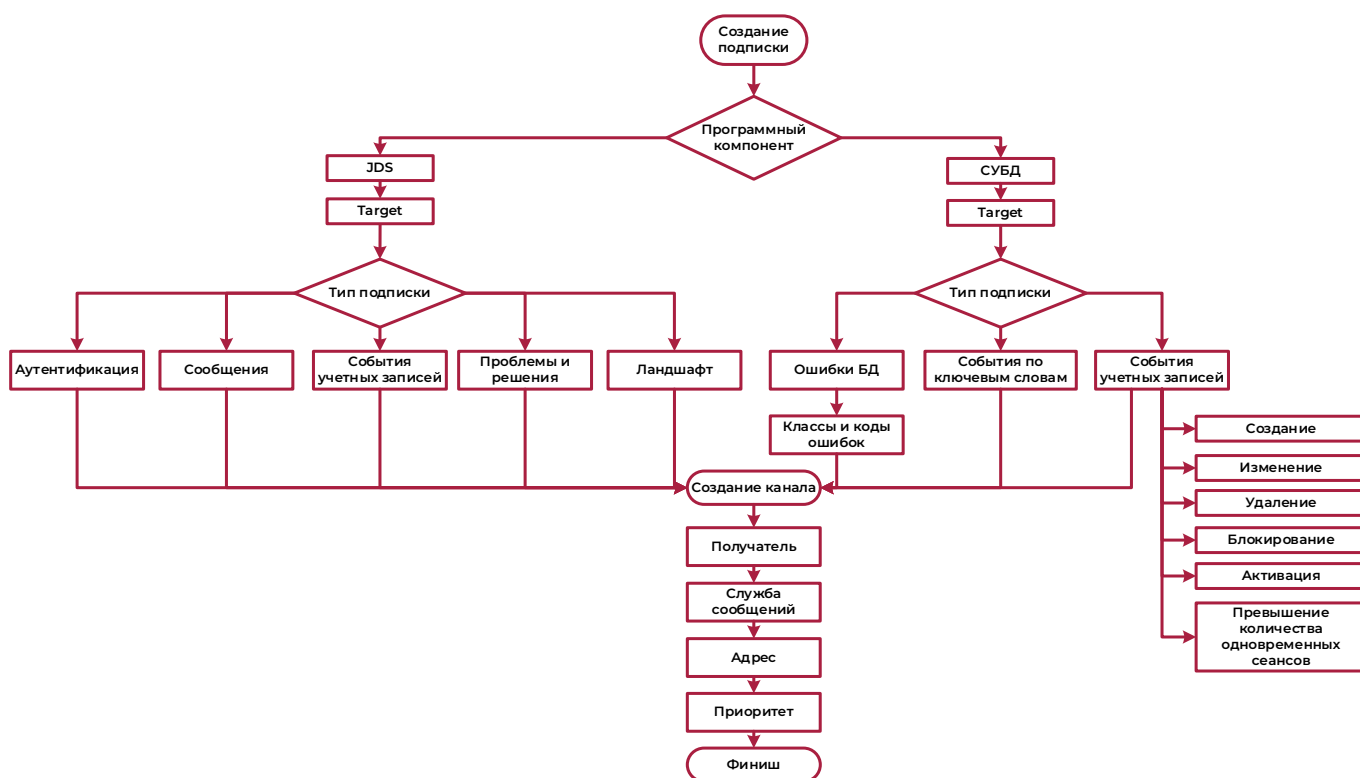 Создание
подписки
Программный
компонент
JDS
СУБД
Target
Target
Тип подписки
Тип подписки
Аутентификация
Сообщения
События
учетных записей
Проблемы и
решения
Ландшафт
Ошибки БД
События по
ключевым словам
События
учетных записей
Классы и коды
ошибок
Создание
Изменение
Удаление
Блокирование
Активация
Превышение
количества
одновременных
сеансов
Создание канала
Получатель
Служба
сообщений
Адрес
Приоритет
Финиш